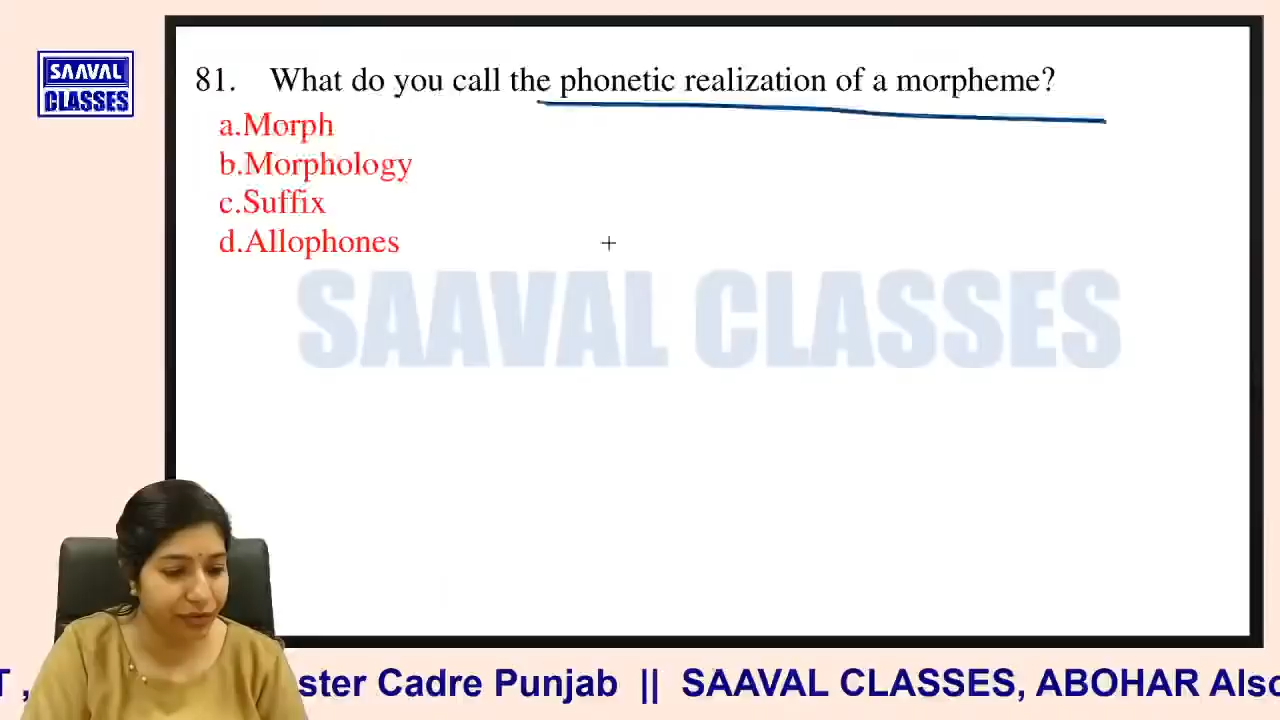 SAAVAL
CLASSES
81. What do you call the phonetic realization of a morpheme?
a.Morph
b.Morphology
c.Suffix
d.Allophones
SAAVAL CLASSES
T , ster Cadre Punjab || SAAVAL CLASSES, ABOHAR Also